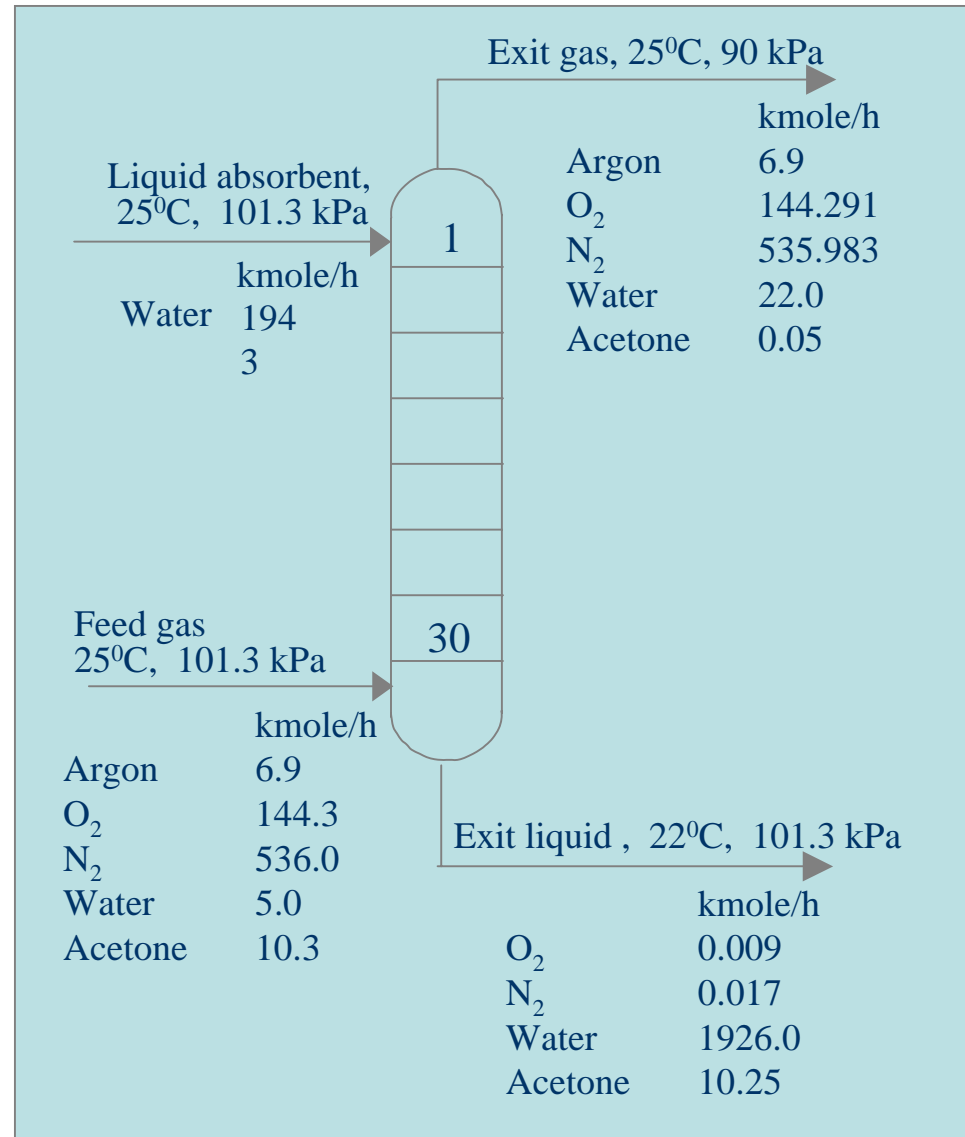 Exit gas, 25⁰C, 90 kPa
kmole/h
Argon 6.9
O₂ 144.291
N₂ 535.983
Water 22.0
Acetone 0.05
Liquid absorbent,
25⁰C, 101.3 kPa
kmole/h
Water 194
3
1
30
Feed gas
25⁰C, 101.3 kPa
kmole/h
Argon 6.9
O₂ 144.3
N₂ 536.0
Water 5.0
Acetone 10.3
Exit liquid , 22⁰C, 101.3 kPa
kmole/h
O₂ 0.009
N₂ 0.017
Water 1926.0
Acetone 10.25